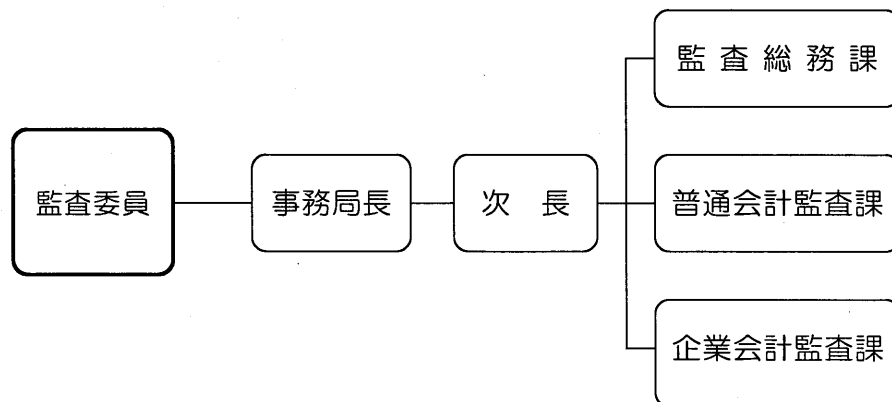 監査委員
事務局長
次　長
監 査 総 務 課
普通会計監査課
企業会計監査課